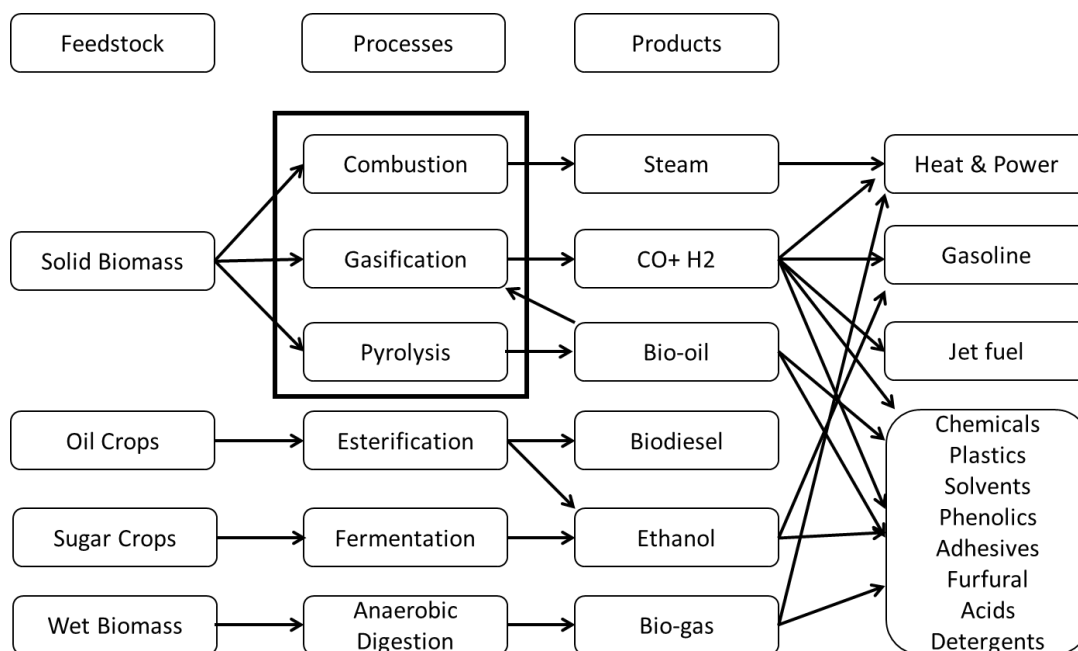 Feedstock
Processes
Products
Combustion
Steam
Heat & Power
Solid Biomass
Gasification
CO+ H2
Gasoline
Pyrolysis
Bio-oil
Jet fuel
Oil Crops
Esterification
Biodiesel
Chemicals
Plastics
Solvents
Phenolics
Adhesives
Furfural
Acids
Detergents
Sugar Crops
Fermentation
Ethanol
Wet Biomass
Anaerobic
Digestion
Bio-gas